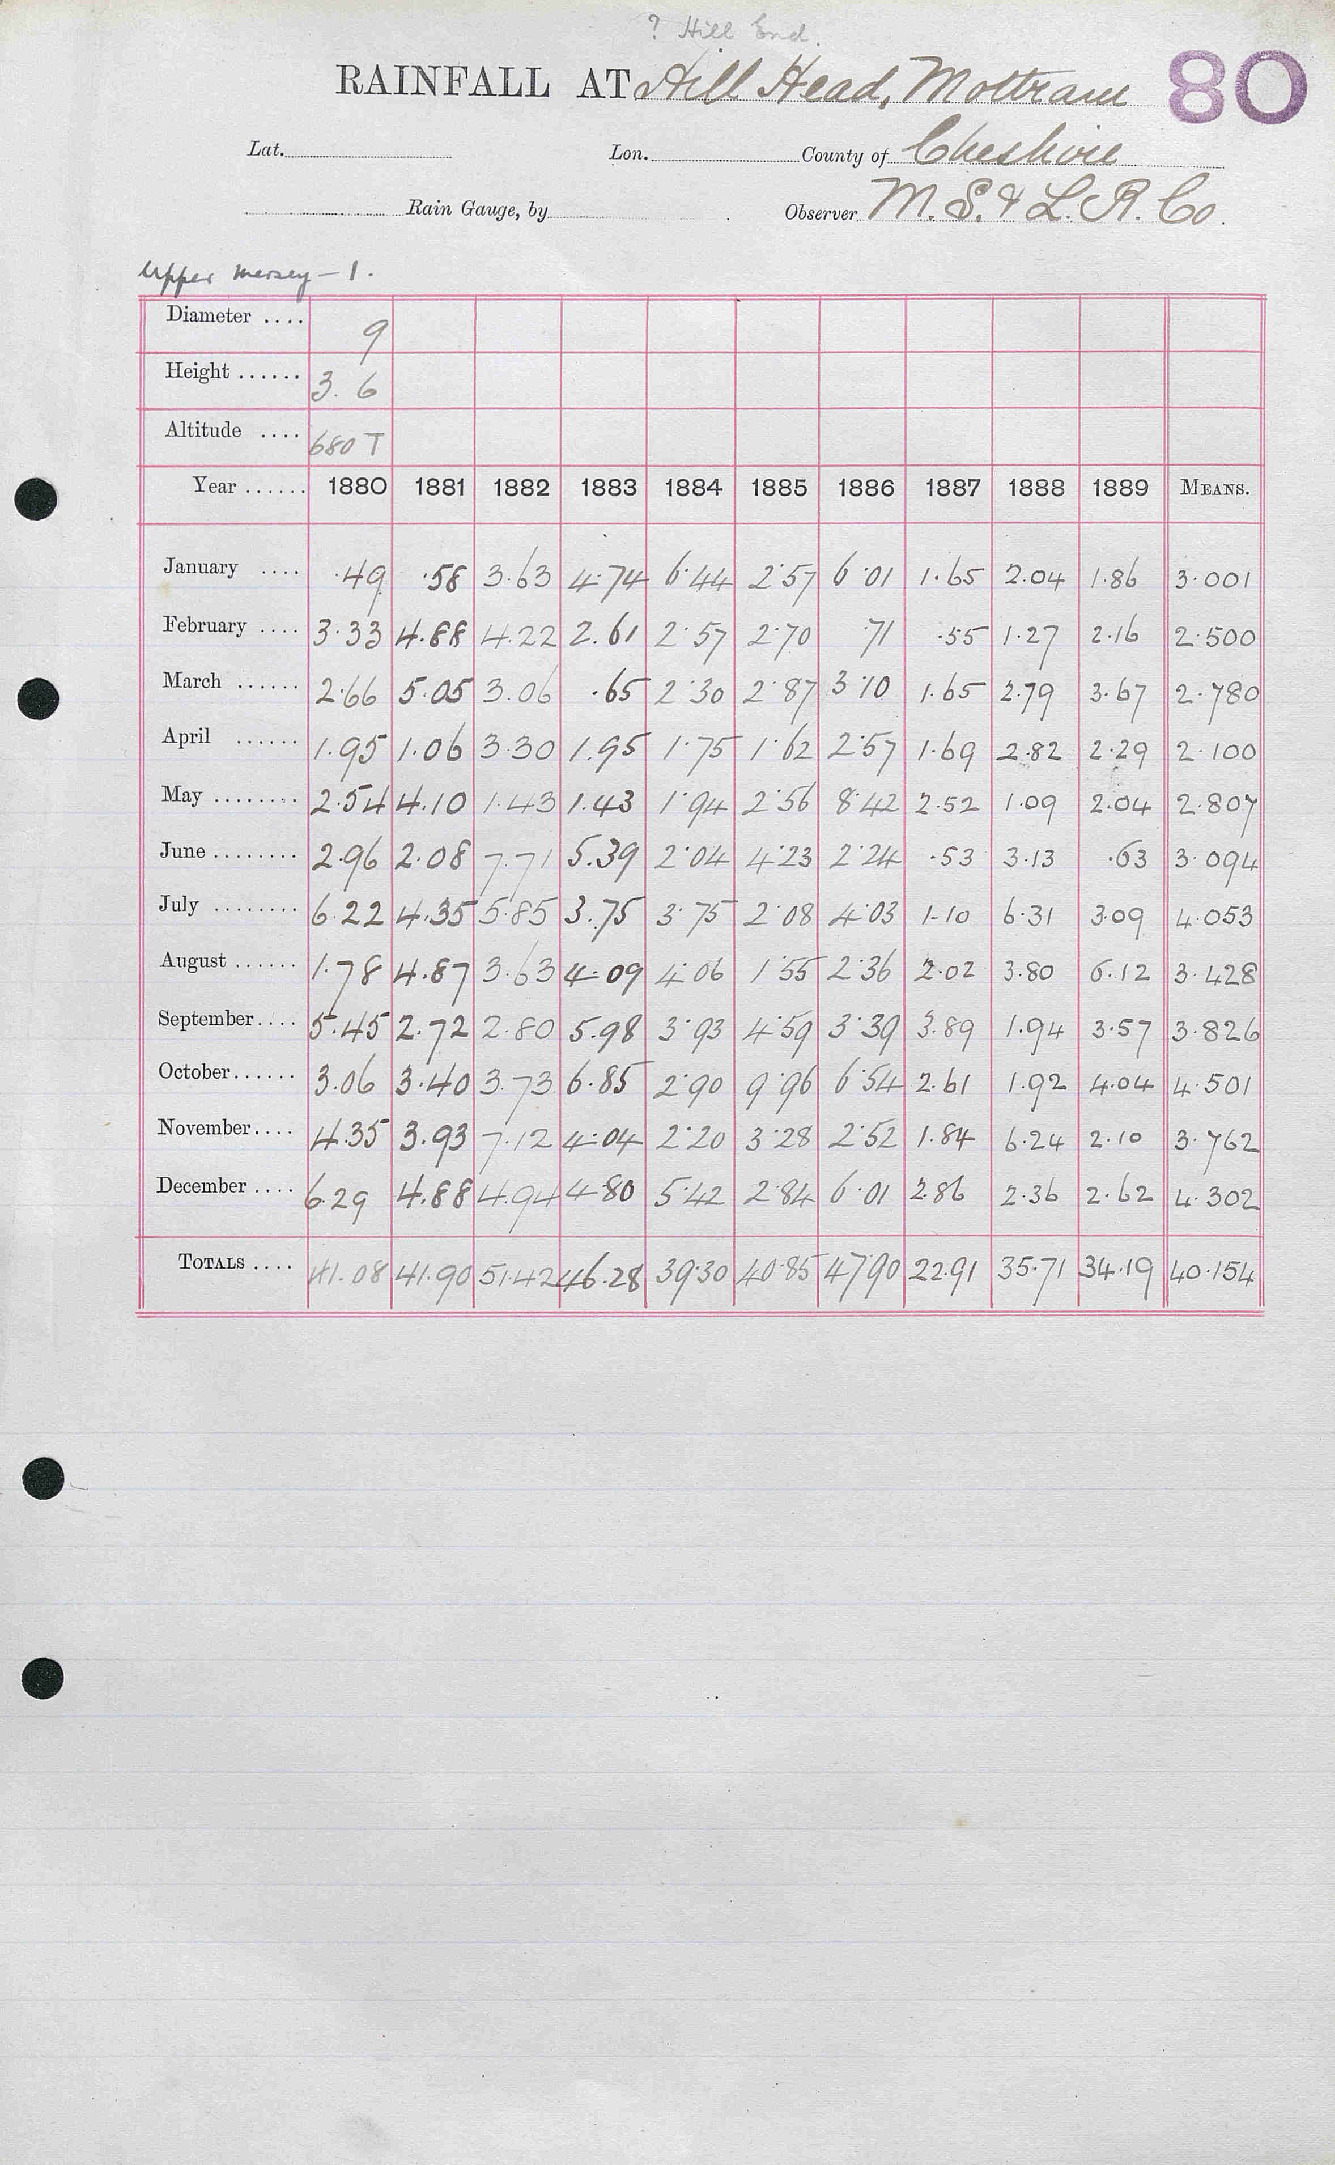 ? Hill End.
RAINFALL AT Hill Head, Mottram 80
Lat. Lon. County of Cheshire
Rain Gauge, by Observer M. S. & L. R. Co.
Upper Mersey - 1.
Diameter .... 9
Height ...... 3. 6
Altitude .... 680 T
Year ...... 1880 1881 1882 1883 1884 1885 1886 1887 1888 1889 MEANS.
January .... .49 .58 3.63 4.74 6.44 2.57 6.01 1.65 2.04 1.86 3.001
February .... 3.33 4.88 4.22 2.61 2.57 2.70 .71 .55 1.27 2.16 2.500
March ...... 2.66 5.05 3.06 .65 2.30 2.87 3.10 1.65 2.79 3.67 2.780
April ...... 1.95 1.06 3.30 1.95 1.75 1.62 2.57 1.69 2.82 2.29 2.100
May ........ 2.54 4.10 1.43 1.43 1.94 2.56 8.42 2.52 1.09 2.04 2.807
June ........ 2.96 2.08 7.71 5.39 2.04 4.23 2.24 .53 3.13 .63 3.094
July ........ 6.22 4.35 5.85 3.75 3.75 2.08 4.03 1.10 6.31 3.09 4.053
August ...... 1.78 4.87 3.63 4.09 4.06 1.55 2.36 2.02 3.80 6.12 3.428
September.... 5.45 2.72 2.80 5.98 3.93 4.59 3.39 3.89 1.94 3.57 3.826
October...... 3.06 3.40 3.73 6.85 2.90 9.96 6.54 2.61 1.92 4.04 4.501
November.... 4.35 3.93 7.12 4.04 2.20 3.28 2.52 1.84 6.24 2.10 3.762
December .... 6.29 4.88 4.94 4.80 5.42 2.84 6.01 2.86 2.36 2.62 4.302
TOTALS .... 41.08 41.90 51.42 46.28 39.30 40.85 47.90 22.91 35.71 34.19 40.154